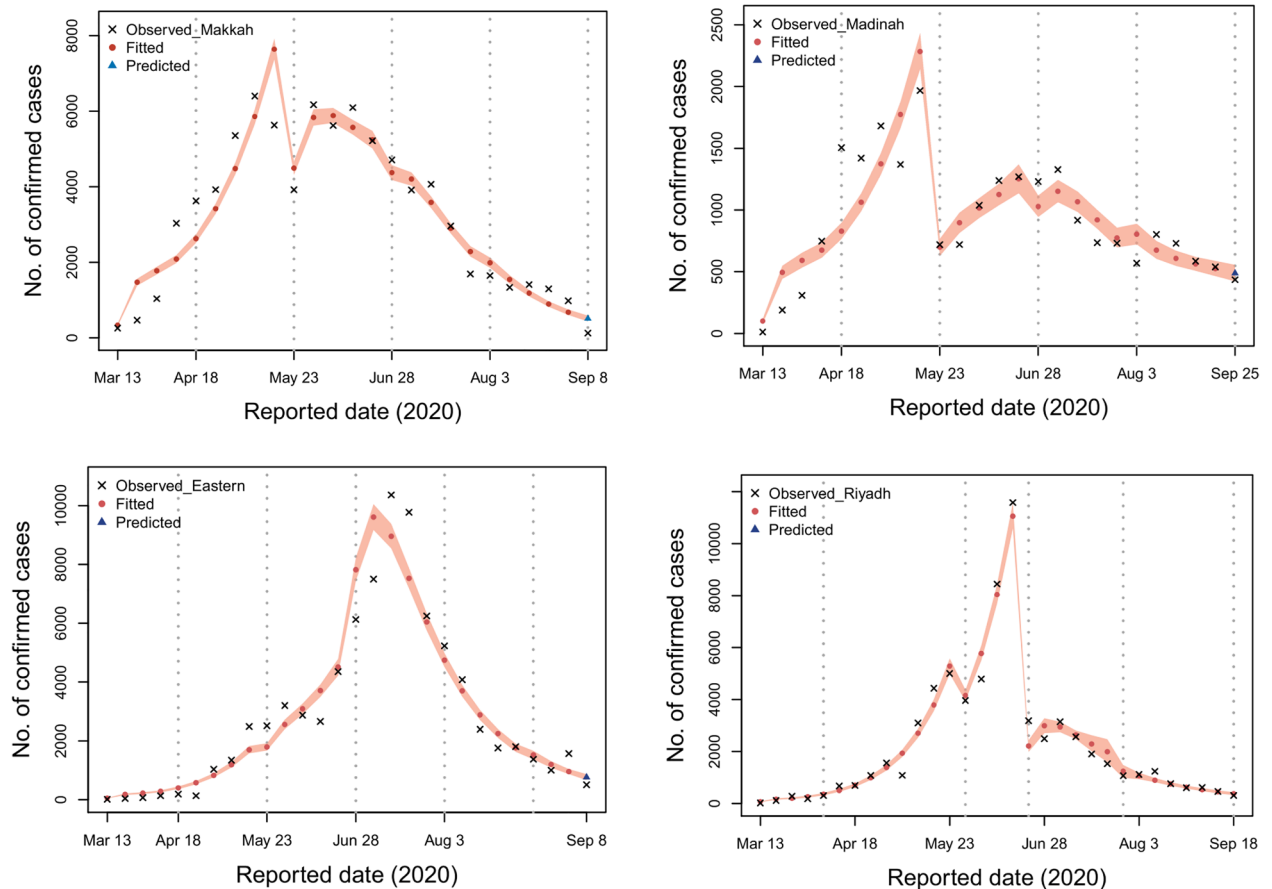 × Observed_Makkah
Fitted
Predicted
No. of confirmed cases
8000
6000
4000
2000
0
Mar 13 Apr 18 May 23 Jun 28 Aug 3 Sep 8
Reported date (2020)
× Observed_Madinah
Fitted
Predicted
No. of confirmed cases
2500
2000
1500
1000
500
0
Mar 13 Apr 18 May 23 Jun 28 Aug 3 Sep 25
Reported date (2020)
× Observed_Eastern
Fitted
Predicted
No. of confirmed cases
10000
8000
6000
4000
2000
0
Mar 13 Apr 18 May 23 Jun 28 Aug 3 Sep 8
Reported date (2020)
× Observed_Riyadh
Fitted
Predicted
No. of confirmed cases
10000
8000
6000
4000
2000
0
Mar 13 Apr 18 May 23 Jun 28 Aug 3 Sep 18
Reported date (2020)